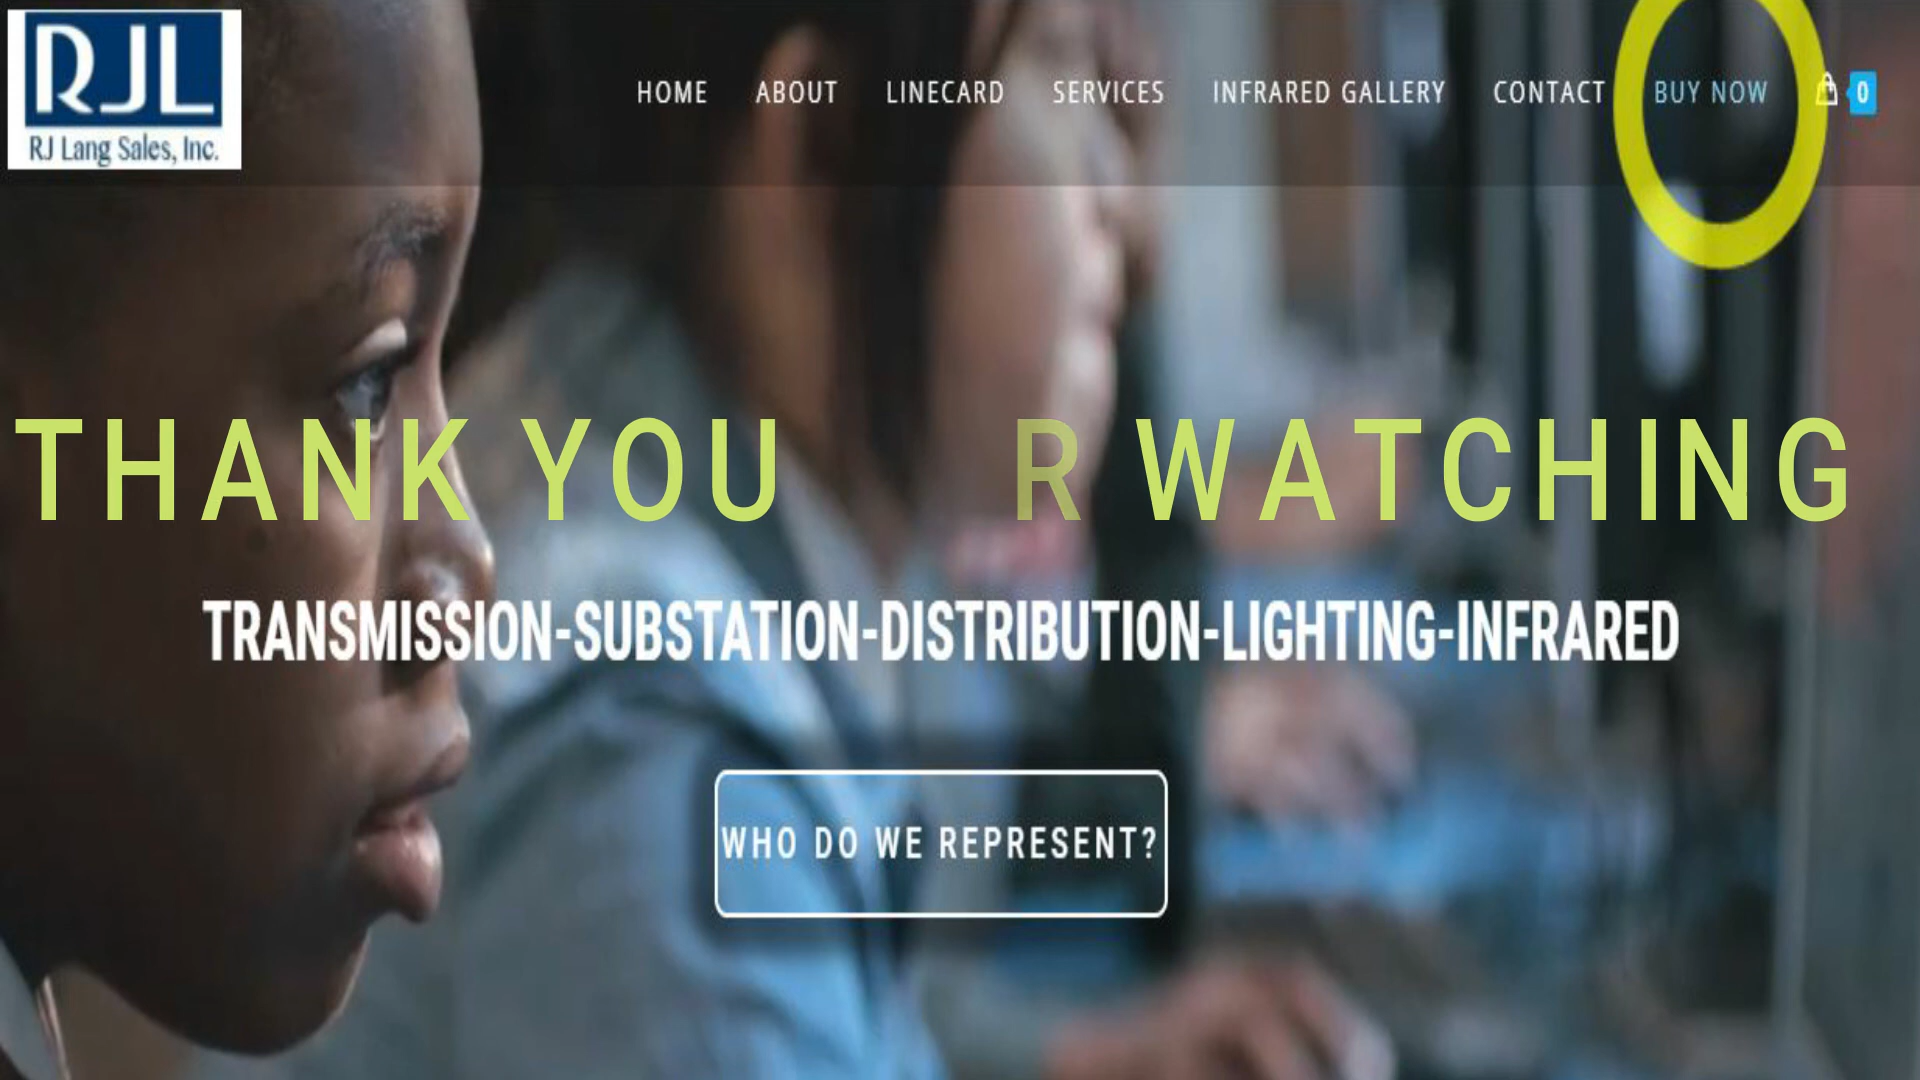 RJL
RJ Lang Sales, Inc.
HOME ABOUT LINECARD SERVICES INFRARED GALLERY CONTACT BUY NOW 0
THANK YOU R WATCHING
TRANSMISSION-SUBSTATION-DISTRIBUTION-LIGHTING-INFRARED
WHO DO WE REPRESENT?